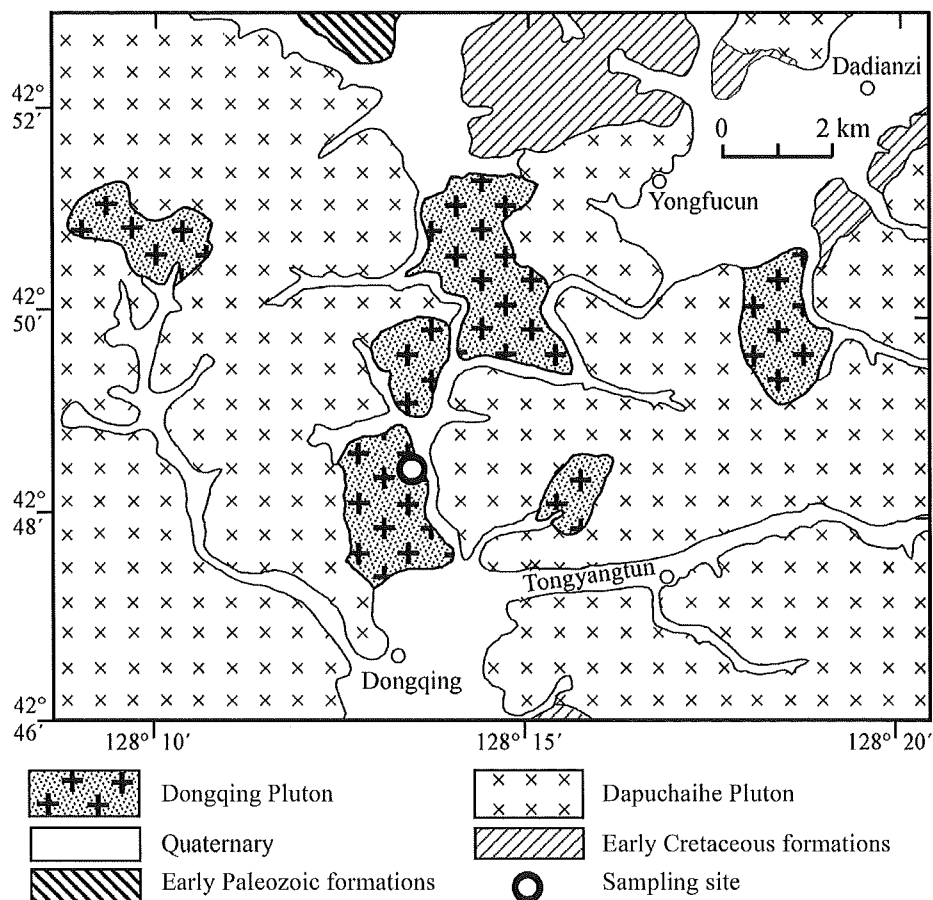 Dadianzi
42°
52′
0 2 km
Yongfucun
42°
50′
42°
48′
Tongyangtun
Dongqing
42°
46′
128° 10′ 128° 15′ 128° 20′
Dongqing Pluton Dapuchaihe Pluton
Quaternary Early Cretaceous formations
Early Paleozoic formations Sampling site